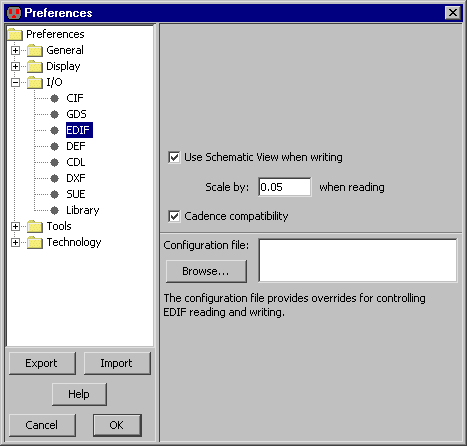 Preferences
Preferences
General
Display
I/O
CIF
GDS
EDIF
DEF
CDL
DXF
SUE
Library
Tools
Technology
Export Import
Help
Cancel OK
Use Schematic View when writing
Scale by: 0.05 when reading
Cadence compatibility
Configuration file:
Browse...
The configuration file provides overrides for controlling
EDIF reading and writing.